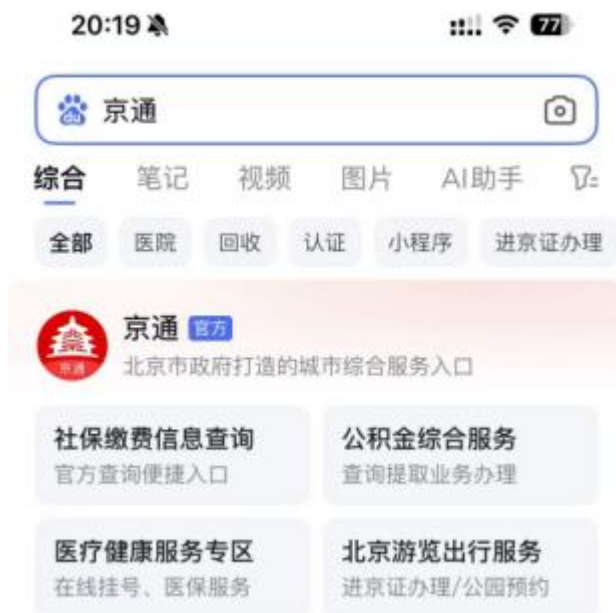 20:19 77
du 京通
综合 笔记 视频 图片 AI助手
全部 医院 回收 认证 小程序 进京证办理
京通 官方
京通 北京市政府打造的城市综合服务入口
社保缴费信息查询 公积金综合服务
官方查询便捷入口 查询提取业务办理
医疗健康服务专区 北京游览出行服务
在线挂号、医保服务 进京证办理/公园预约